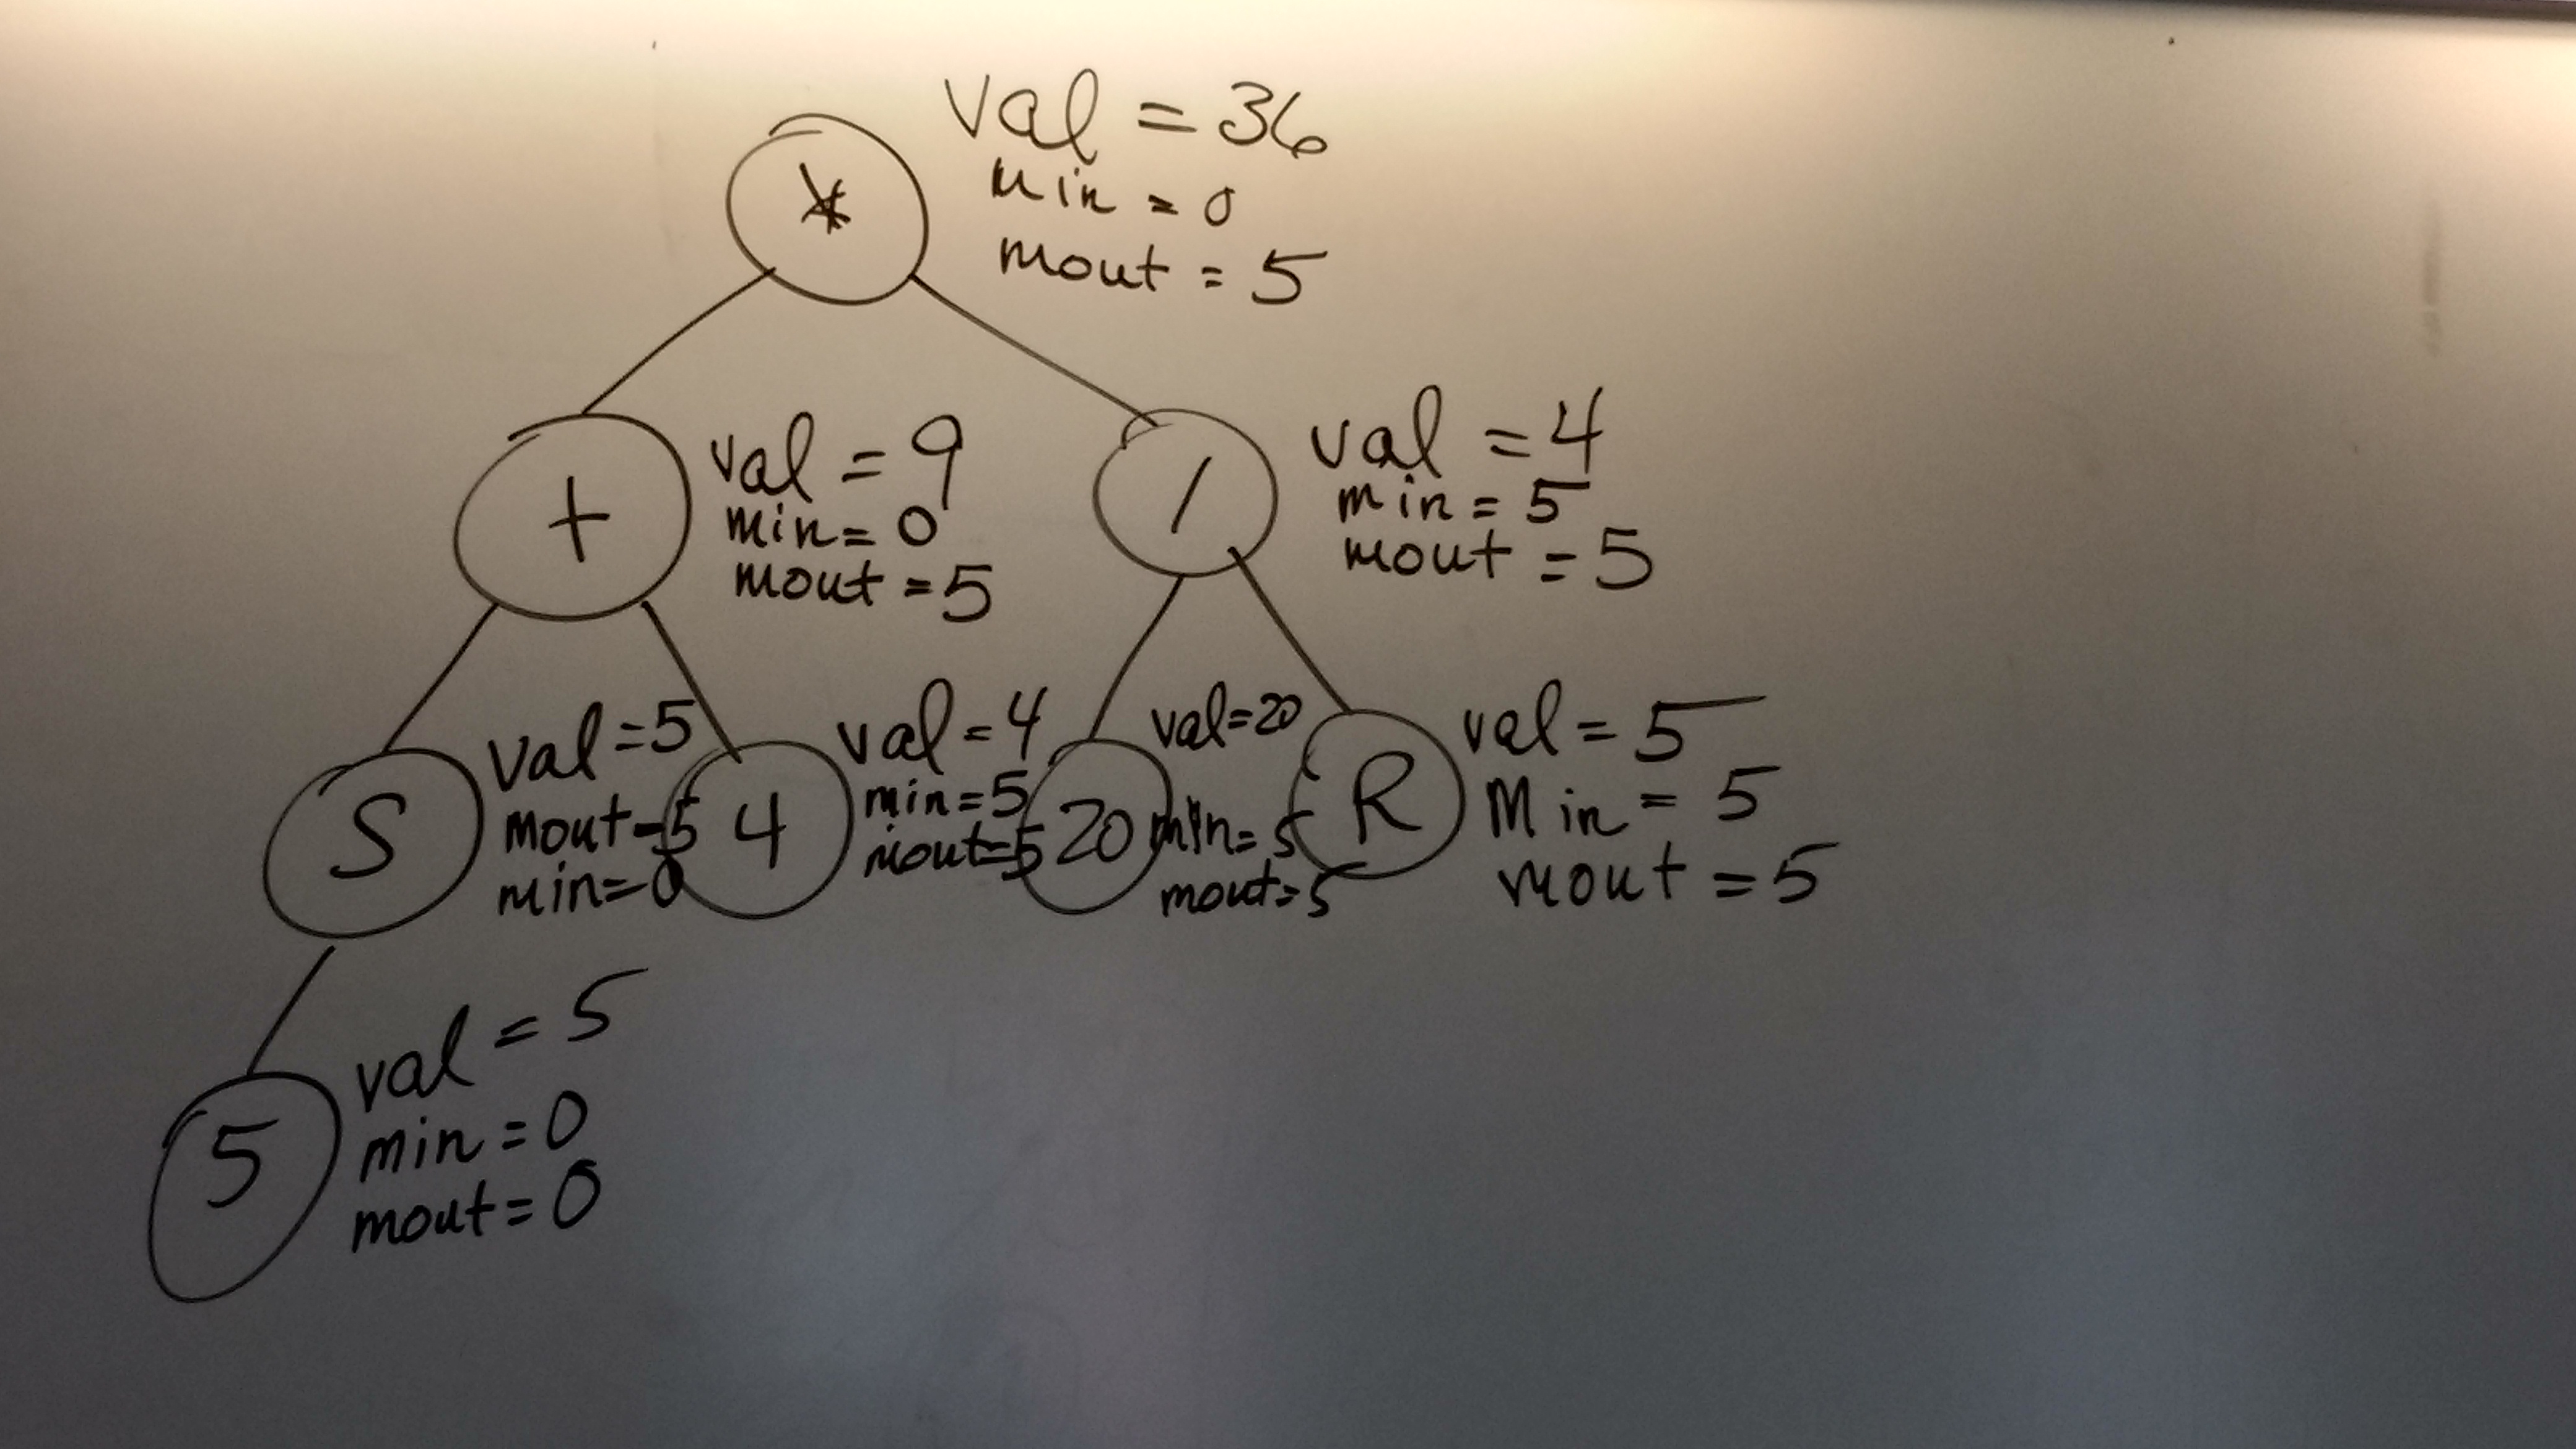 *
val = 36
min = 0
mout = 5
+
val = 9
min = 0
mout = 5
/
val = 4
min = 5
mout = 5
S
val = 5
mout = 5
min = 0
4
val = 4
min = 5
mout = 5
20
val = 20
min = 5
mout = 5
R
val = 5
Min = 5
mout = 5
5
val = 5
min = 0
mout = 0